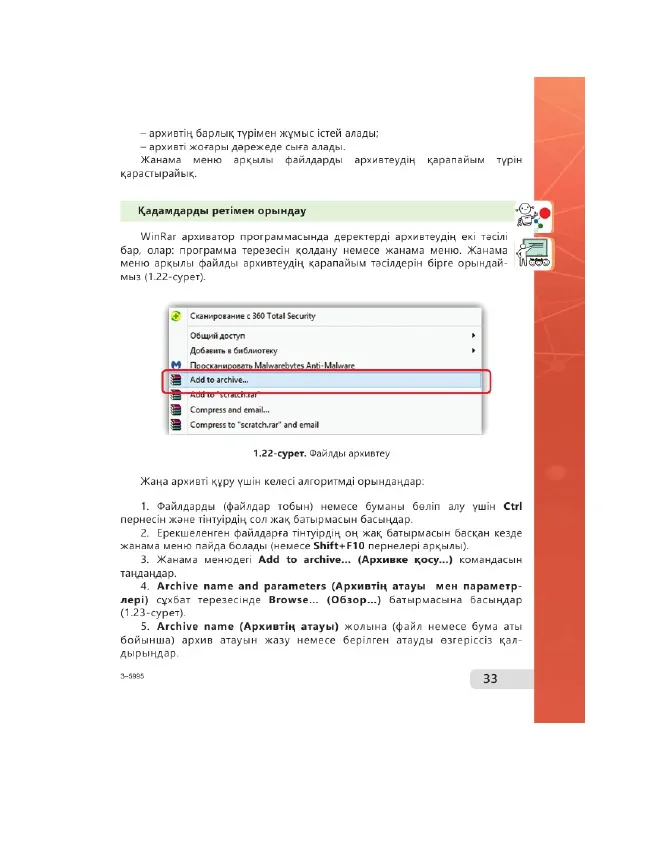 – архивтің барлық түрімен жұмыс істей алады;
– архивті жоғары дәрежеде сыға алады.
Жанама меню арқылы файлдарды архивтеудің қарапайым түрін
қарастырайық.
Қадамдарды ретімен орындау
WinRar архиватор программасында деректерді архивтеудің екі тәсілі
бар, олар: программа терезесін қолдану немесе жанама меню. Жанама
меню арқылы файлды архивтеудің қарапайым тәсілдерін бірге орындай-
мыз (1.22-сурет).
Сканирование с 360 Total Security
Общий доступ
Добавить в библиотеку
Просканировать Malwarebytes Anti-Malware
Add to archive...
Add to "scratch.rar"
Compress and email...
Compress to "scratch.rar" and email
1.22-сурет. Файлды архивтеу
Жаңа архивті құру үшін келесі алгоритмді орындаңдар:
1. Файлдарды (файлдар тобын) немесе буманы бөліп алу үшін Ctrl
пернесін және тінтуірдің сол жақ батырмасын басыңдар.
2. Ерекшеленген файлдарға тінтуірдің оң жақ батырмасын басқан кезде
жанама меню пайда болады (немесе Shift+F10 пернелері арқылы).
3. Жанама менюдегі Add to archive... (Архивке қосу...) командасын
таңдаңдар.
4. Archive name and parameters (Архивтің атауы мен параметр-
лері) сұхбат терезесінде Browse... (Обзор...) батырмасына басыңдар
(1.23-сурет).
5. Archive name (Архивтің атауы) жолына (файл немесе бума аты
бойынша) архив атауын жазу немесе берілген атауды өзгеріссіз қал-
дырыңдар.
3–5995
33